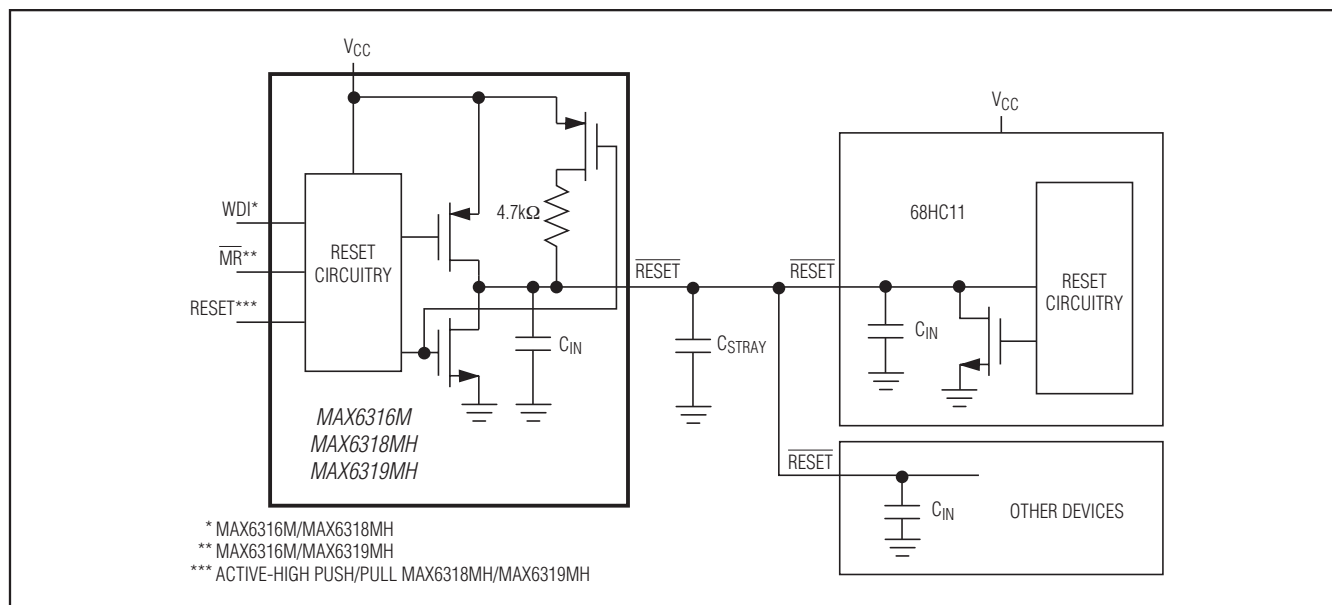 VCC
VCC
4.7kΩ
68HC11
WDI*
MR**
RESET***
RESET
CIRCUITRY
RESET
RESET
RESET
CIRCUITRY
CIN
CSTRAY
CIN
MAX6316M
MAX6318MH
MAX6319MH
RESET
CIN
OTHER DEVICES
* MAX6316M/MAX6318MH
** MAX6316M/MAX6319MH
*** ACTIVE-HIGH PUSH/PULL MAX6318MH/MAX6319MH